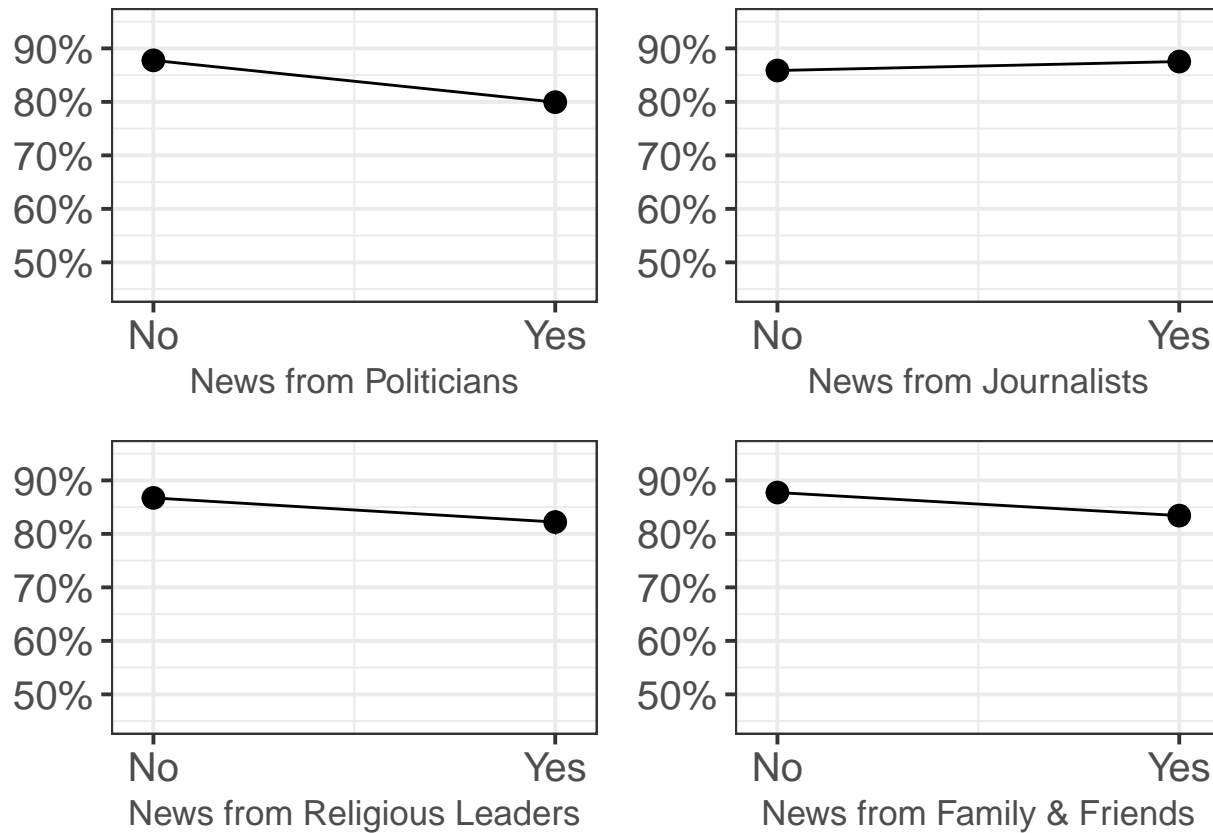 90%
80%
70%
60%
50%
No Yes
News from Politicians
90%
80%
70%
60%
50%
No Yes
News from Journalists
90%
80%
70%
60%
50%
No Yes
News from Religious Leaders
90%
80%
70%
60%
50%
No Yes
News from Family & Friends